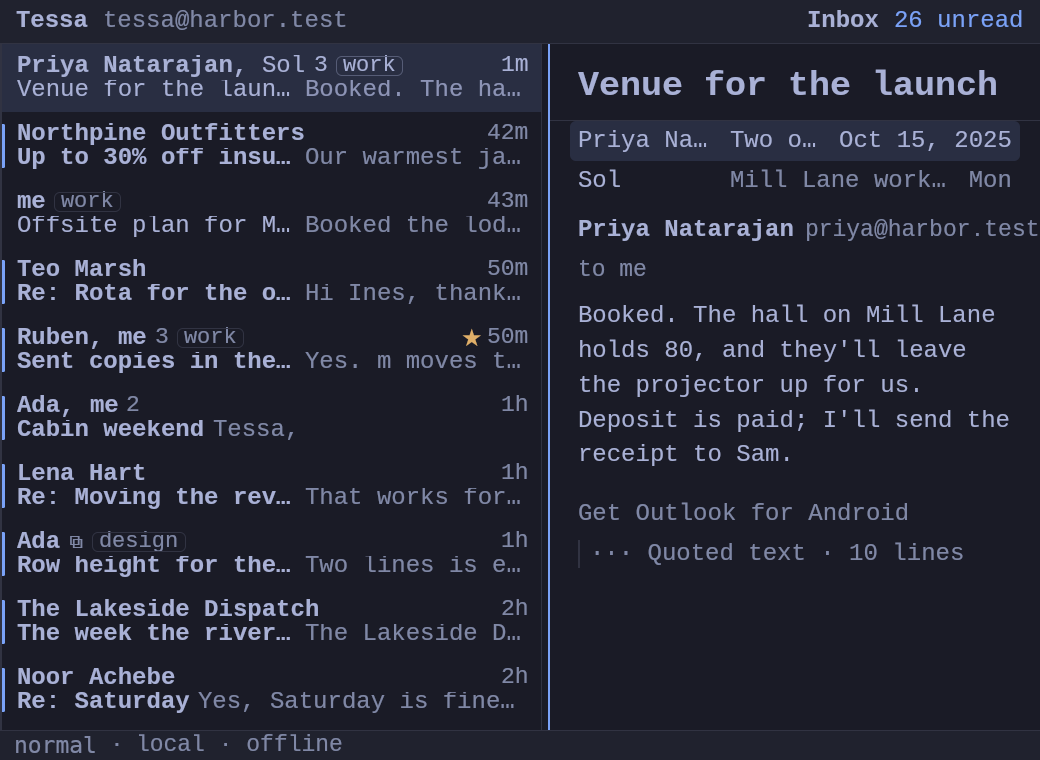 Tessa tessa@harbor.test
Inbox 26 unread
Priya Natarajan, Sol 3 work 1m
Venue for the laun… Booked. The ha…
Northpine Outfitters 42m
Up to 30% off insu… Our warmest ja…
me work 43m
Offsite plan for M… Booked the lod…
Teo Marsh 50m
Re: Rota for the o… Hi Ines, thank…
Ruben, me 3 work ★ 50m
Sent copies in the… Yes. m moves t…
Ada, me 2 1h
Cabin weekend Tessa,
Lena Hart 1h
Re: Moving the rev… That works for…
Ada design 1h
Row height for the… Two lines is e…
The Lakeside Dispatch 2h
The week the river… The Lakeside D…
Noor Achebe 2h
Re: Saturday Yes, Saturday is fine…
Venue for the launch
Priya Na… Two o… Oct 15, 2025
Sol Mill Lane work… Mon
Priya Natarajan priya@harbor.test
to me
Booked. The hall on Mill Lane
holds 80, and they'll leave
the projector up for us.
Deposit is paid; I'll send the
receipt to Sam.
Get Outlook for Android
··· Quoted text · 10 lines
normal · local · offline